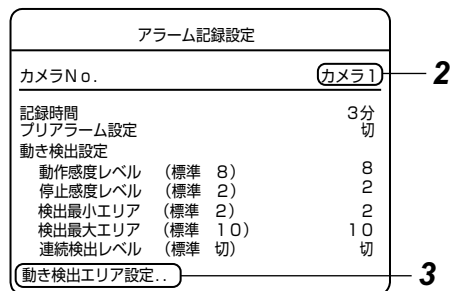 アラーム記録設定
カメラNo. カメラ1 2
記録時間 3分
プリアラーム設定 切
動き検出設定
動作感度レベル (標準 8) 8
停止感度レベル (標準 2) 2
検出最小エリア (標準 2) 2
検出最大エリア (標準 10) 10
連続検出レベル (標準 切) 切
動き検出エリア設定.. 3